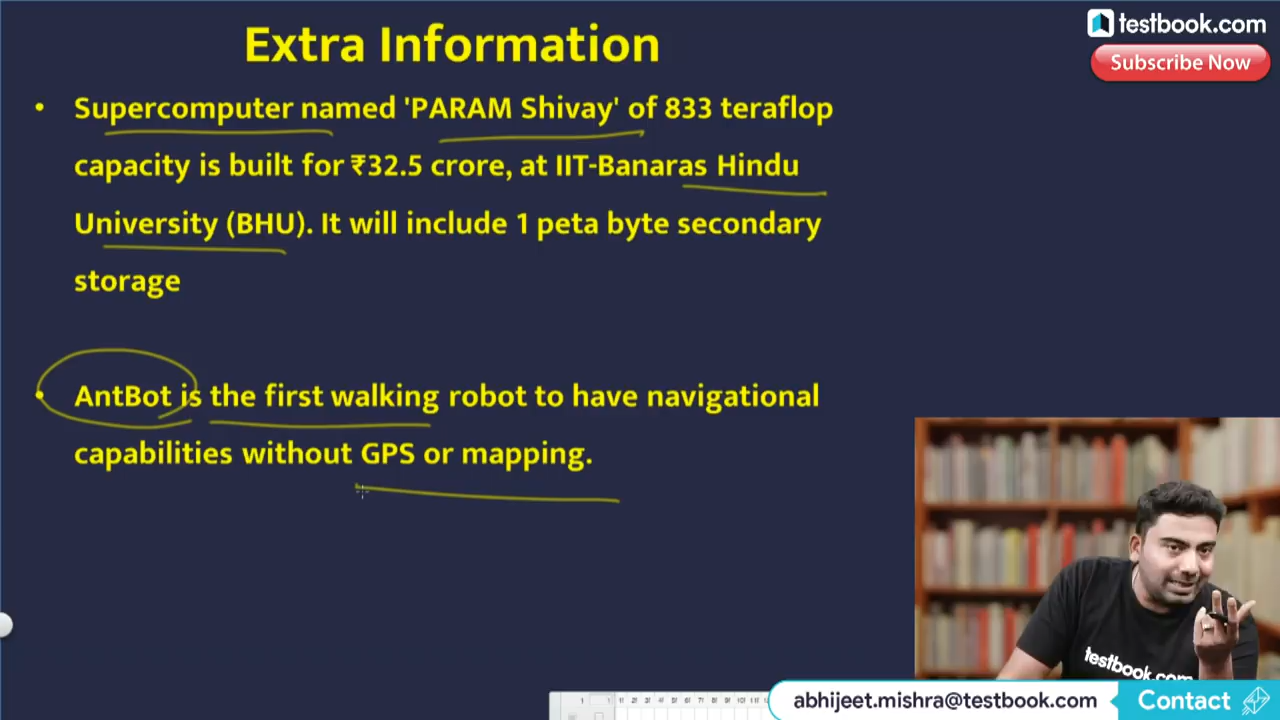 Extra Information
testbook.com
Subscribe Now
• Supercomputer named 'PARAM Shivay' of 833 teraflop
capacity is built for ₹32.5 crore, at IIT-Banaras Hindu
University (BHU). It will include 1 peta byte secondary
storage
• AntBot is the first walking robot to have navigational
capabilities without GPS or mapping.
testbook.com
abhijeet.mishra@testbook.com
Contact